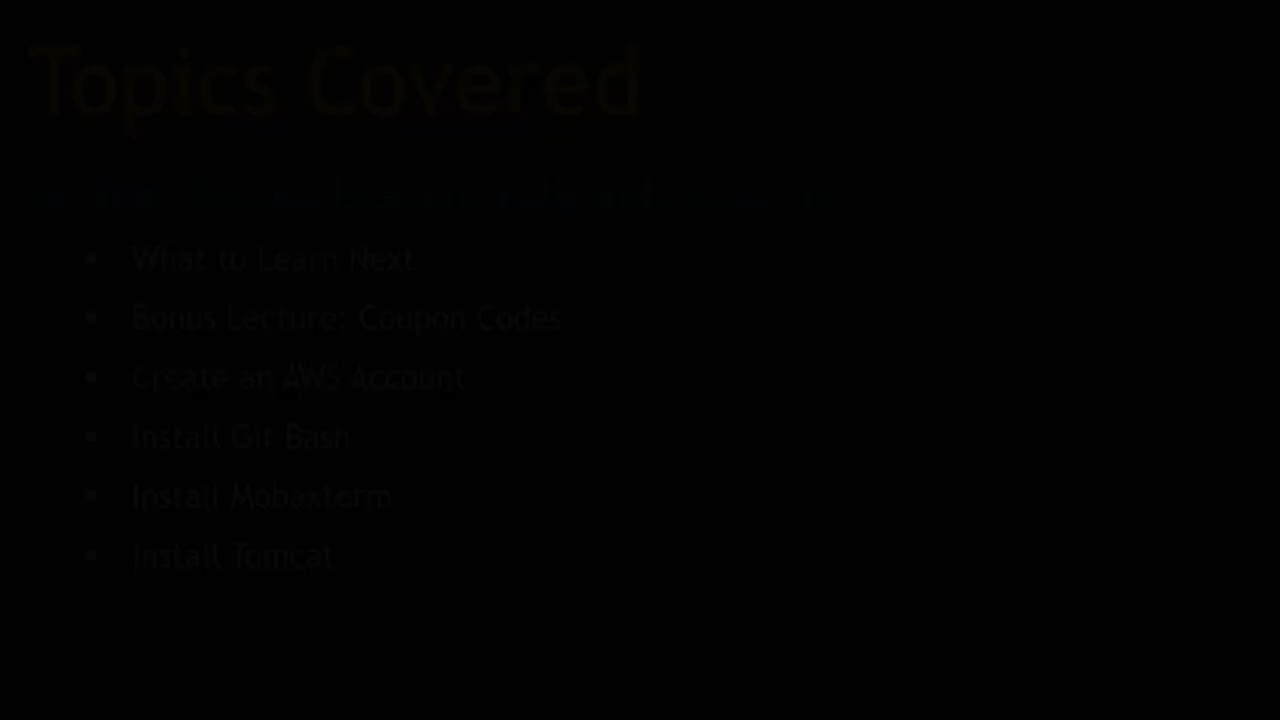 Topics Covered
What to Learn Next
Bonus Lecture: Coupon Codes
Create an AWS Account
Install Git Bash
Install Mobaxterm
Install Tomcat